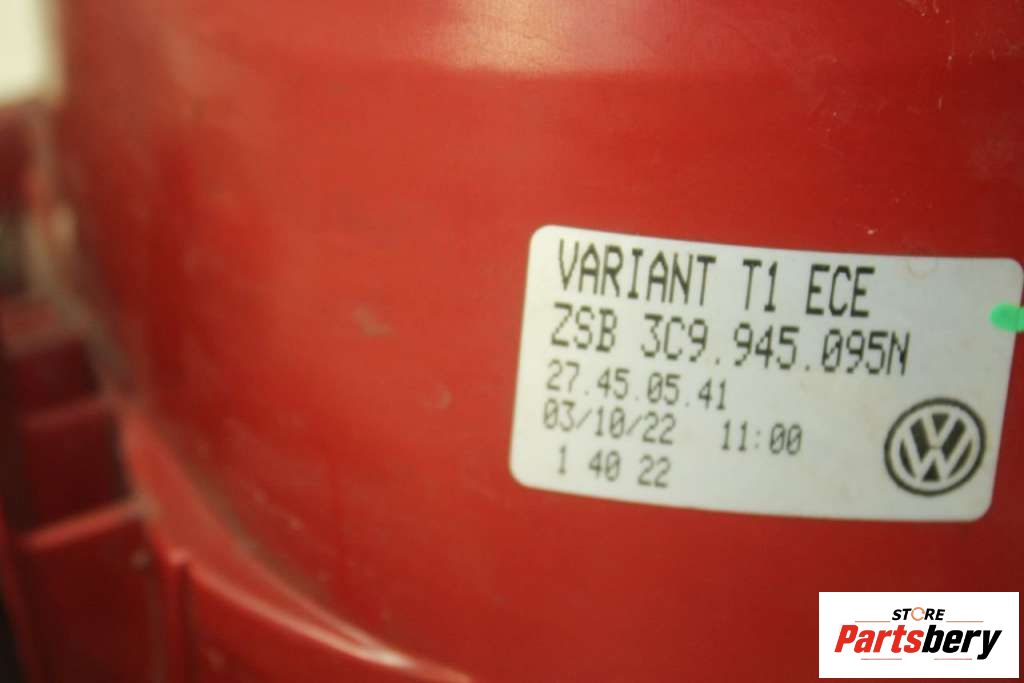 VARIANT T1 ECE
ZSB 3C9.945.095N
27.45.05.41
03/10/22 11:00
1 40 22
STORE
Partsbery